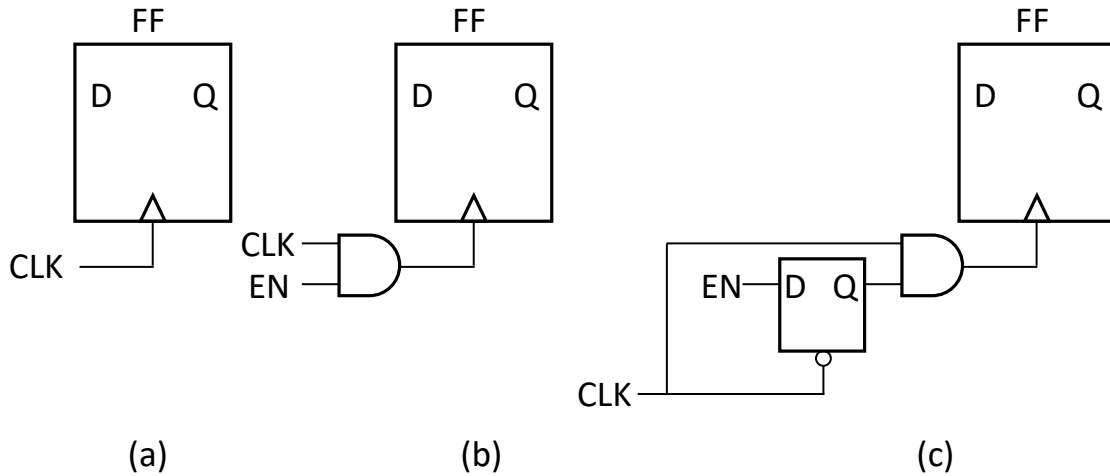 FF
D Q
CLK
(a)
FF
D Q
CLK
EN
(b)
FF
D Q
EN
D Q
CLK
(c)